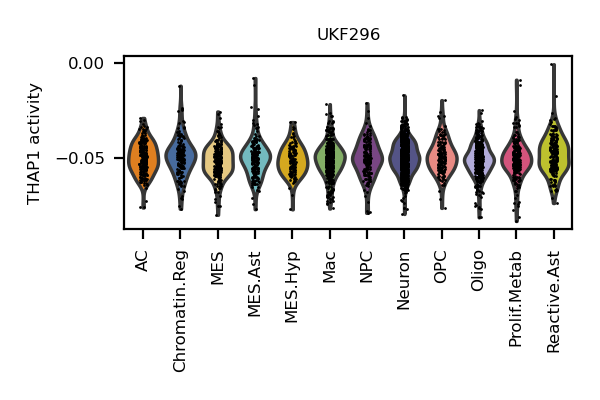 UKF296
0.00
−0.05
THAP1 activity
AC
Chromatin.Reg
MES
MES.Ast
MES.Hyp
Mac
NPC
Neuron
OPC
Oligo
Prolif.Metab
Reactive.Ast